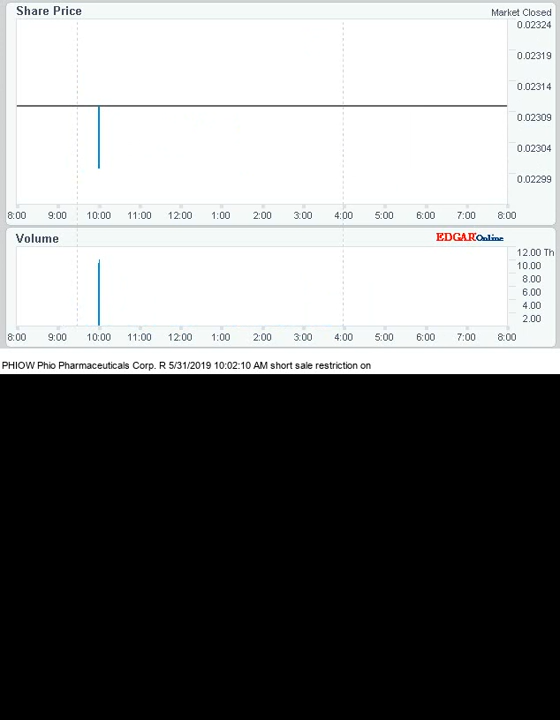 Share Price
Market Closed
0.02324
0.02319
0.02314
0.02309
0.02304
0.02299
8:00 9:00 10:00 11:00 12:00 1:00 2:00 3:00 4:00 5:00 6:00 7:00 8:00
Volume
EDGAR Online
12.00 Th
10.00
8.00
6.00
4.00
2.00
8:00 9:00 10:00 11:00 12:00 1:00 2:00 3:00 4:00 5:00 6:00 7:00 8:00
PHIOW Phio Pharmaceuticals Corp. R 5/31/2019 10:02:10 AM short sale restriction on